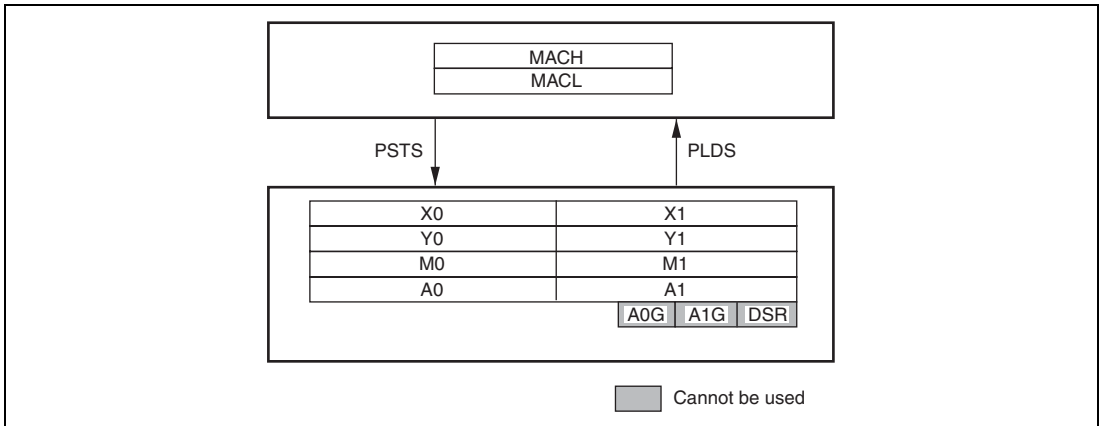 MACH
MACL
PSTS PLDS
X0 X1
Y0 Y1
M0 M1
A0 A1
A0G A1G DSR
Cannot be used